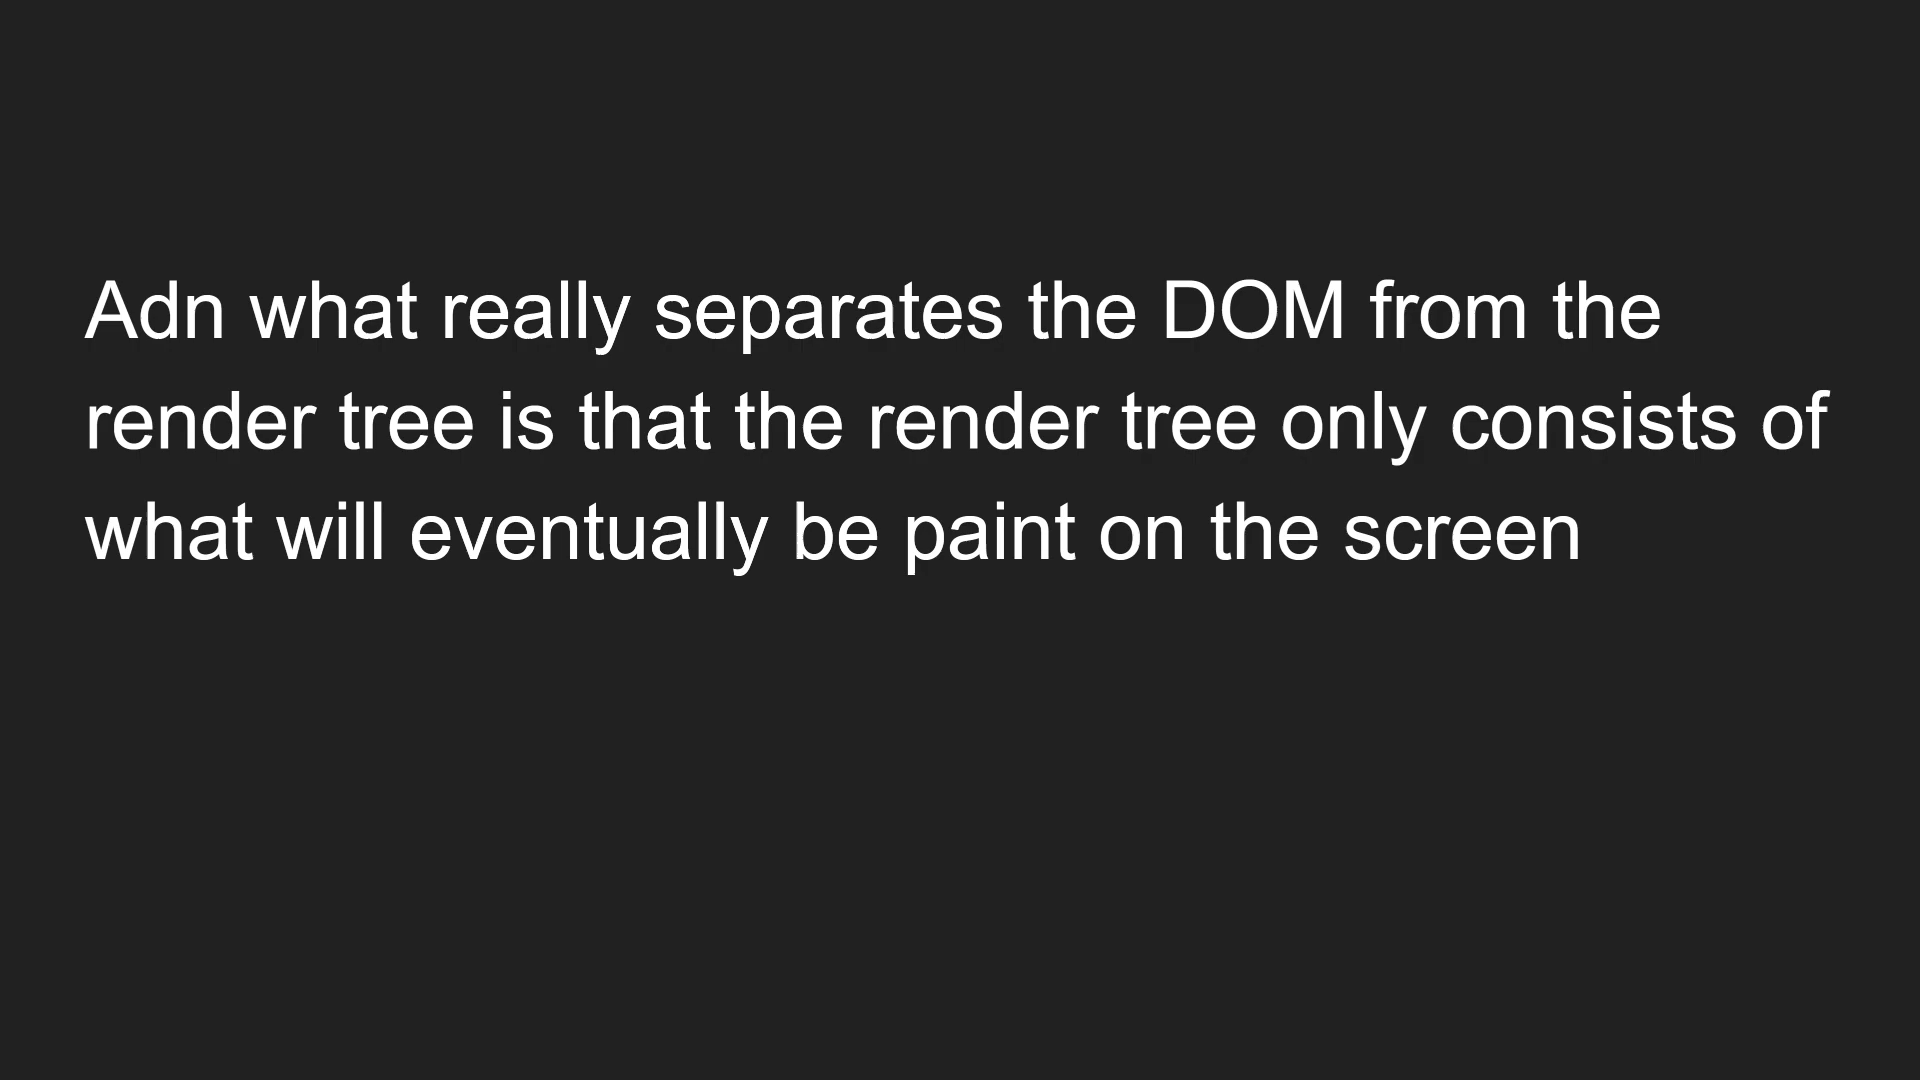 Adn what really separates the DOM from the
render tree is that the render tree only consists of
what will eventually be paint on the screen